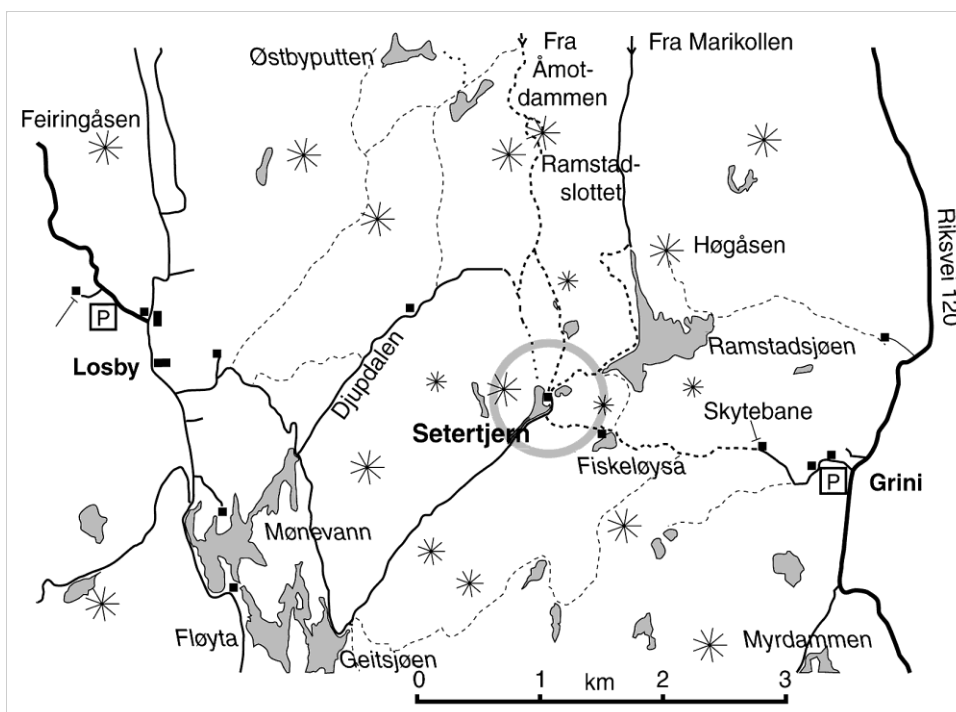 Fra
Åmot-
dammen
Fra Marikollen
Østbyputten
Feiringåsen
Ramstad-
slottet
Høgåsen
Riksvei 120
P
Losby
Djupdalen
Ramstadsjøen
Skytebane
Setertjern
Fiskeløysa
P
Grini
Mønevann
Fløyta
Geitsjøen
Myrdammen
0 1 km 2 3